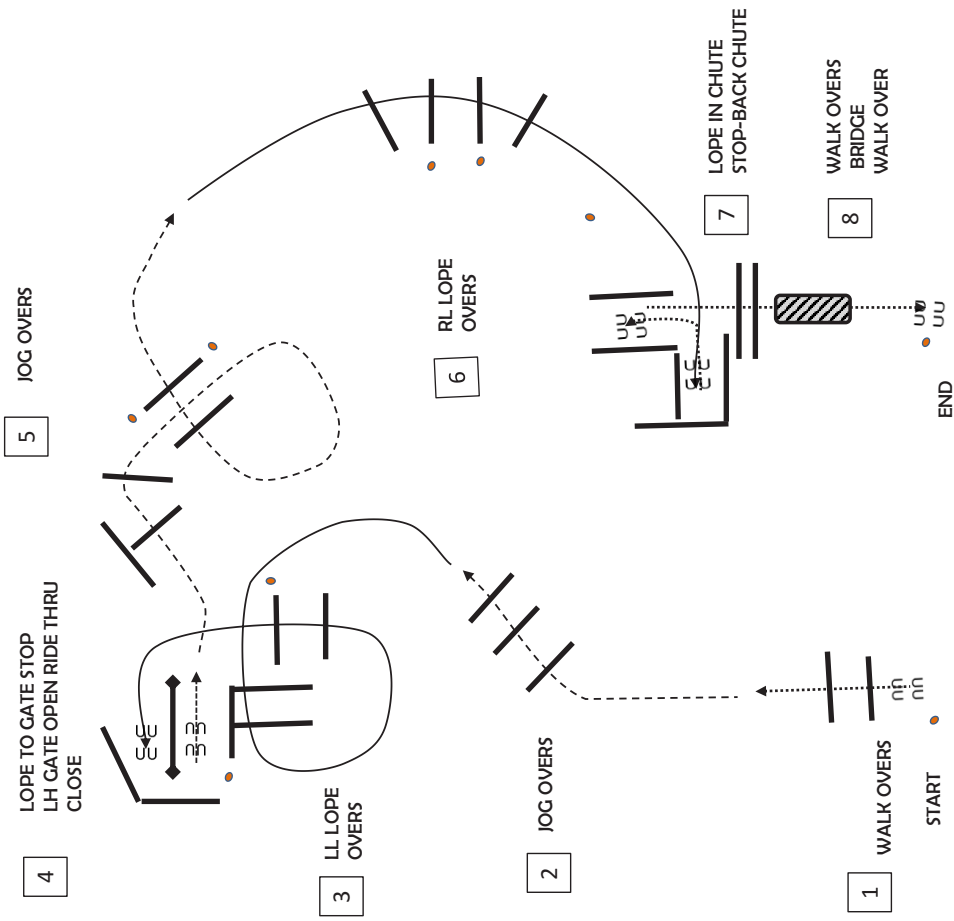 1
WALK OVERS
START
2
JOG OVERS
3
LL LOPE
OVERS
4
LOPE TO GATE STOP
LH GATE OPEN RIDE THRU
CLOSE
5
JOG OVERS
6
RL LOPE
OVERS
7
LOPE IN CHUTE
STOP-BACK CHUTE
8
WALK OVERS
BRIDGE
WALK OVER
END